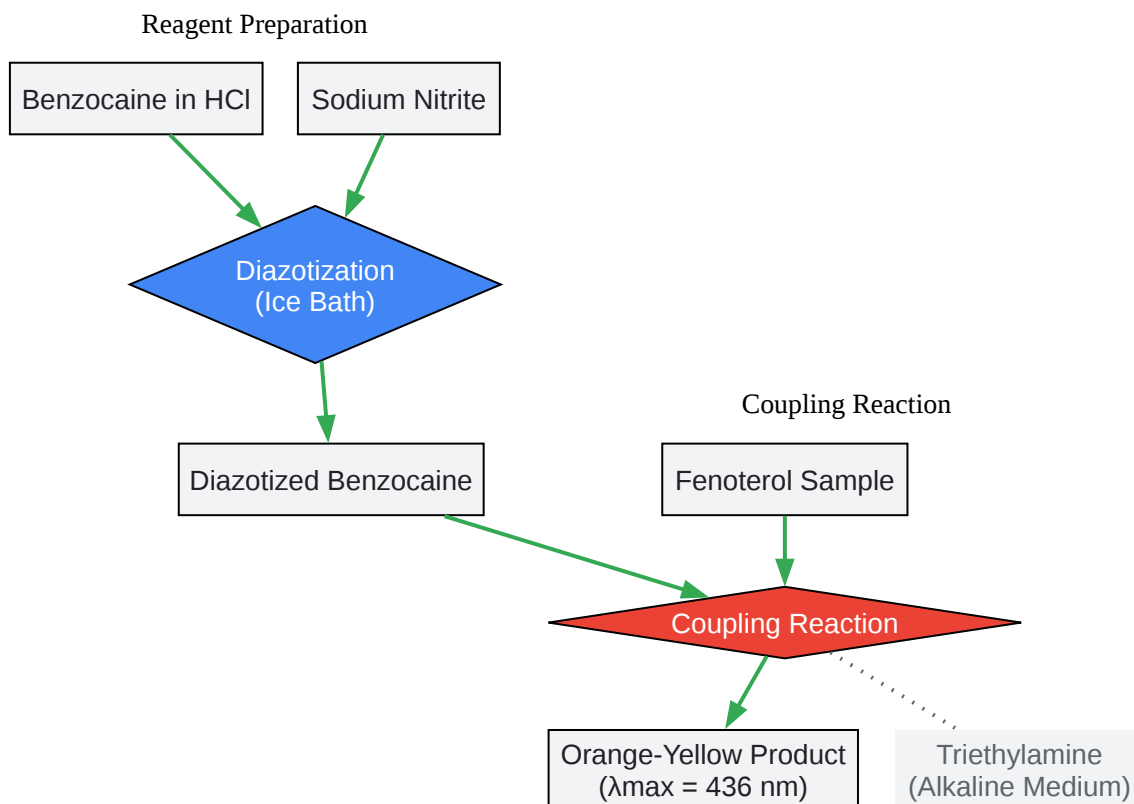 Reagent Preparation
Benzocaine in HCl
Sodium Nitrite
Diazotization
(Ice Bath)
Coupling Reaction
Diazotized Benzocaine
Fenoterol Sample
Coupling Reaction
Orange-Yellow Product
(λmax = 436 nm)
Triethylamine
(Alkaline Medium)